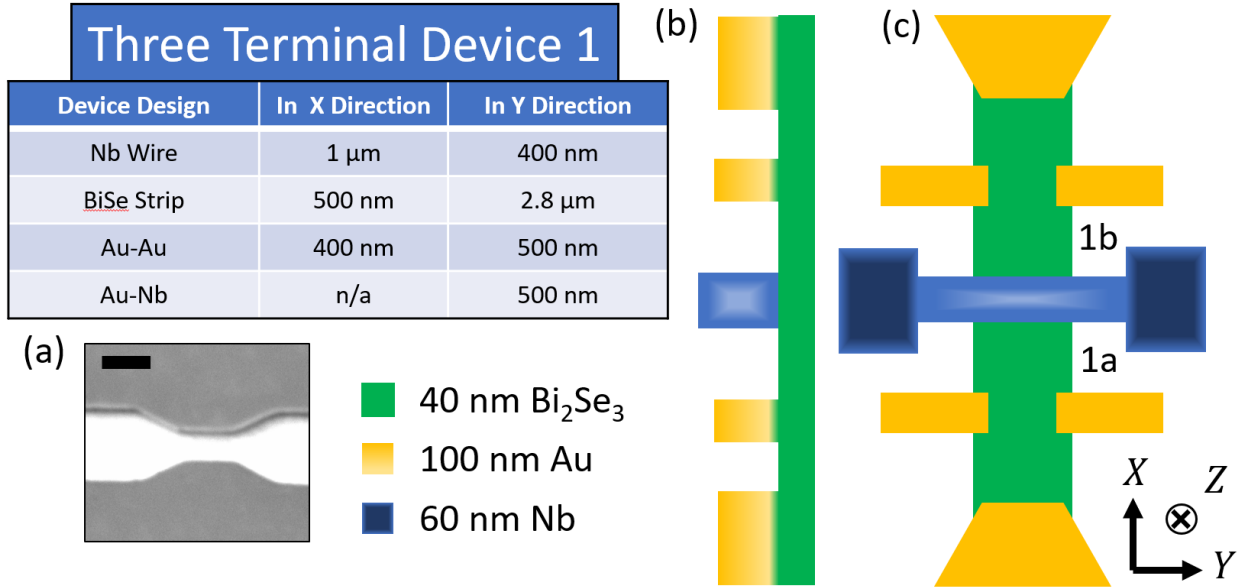 Three Terminal Device 1
Device Design In X Direction In Y Direction
Nb Wire 1 µm 400 nm
BiSe Strip 500 nm 2.8 µm
Au-Au 400 nm 500 nm
Au-Nb n/a 500 nm
(a)
40 nm Bi₂Se₃
100 nm Au
60 nm Nb
(b)
(c)
1b
1a
X
Z
Y